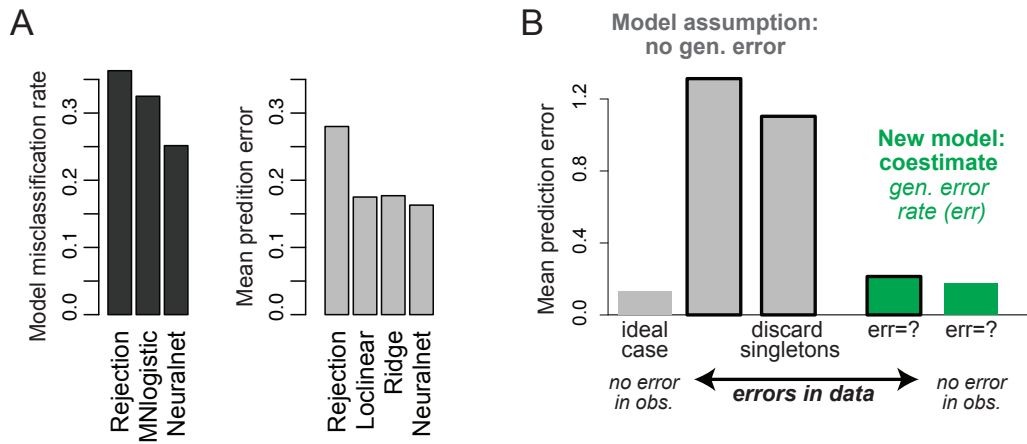 A
Model misclassification rate
0.0
0.1
0.2
0.3
Rejection
MNlogistic
Neuralnet
Mean predition error
0.0
0.1
0.2
0.3
Rejection
Loclinear
Ridge
Neuralnet
B
Model assumption:
no gen. error
Mean prediction error
0.0
0.4
0.8
1.2
New model:
coestimate
gen. error
rate (err)
ideal
case
discard
singletons
err=?
err=?
no error
in obs.
errors in data
no error
in obs.